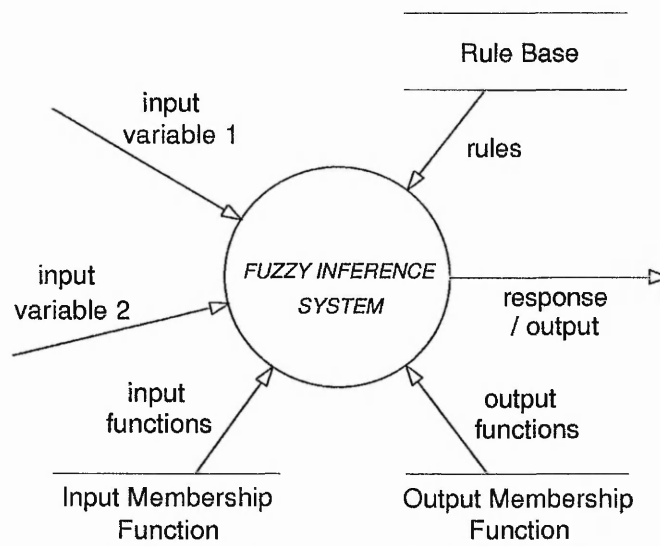 Rule Base
input
variable 1
rules
input
variable 2
FUZZY INFERENCE
SYSTEM
response
/ output
input
functions
output
functions
Input Membership
Function
Output Membership
Function